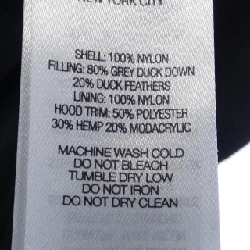 NEW YORK CITY
SHELL: 100% NYLON
FILLING: 80% GREY DUCK DOWN
20% DUCK FEATHERS
LINING: 100% NYLON
HOOD TRIM: 50% POLYESTER
30% HEMP 20% MODACRYLIC
MACHINE WASH COLD
DO NOT BLEACH
TUMBLE DRY LOW
DO NOT IRON
DO NOT DRY CLEAN